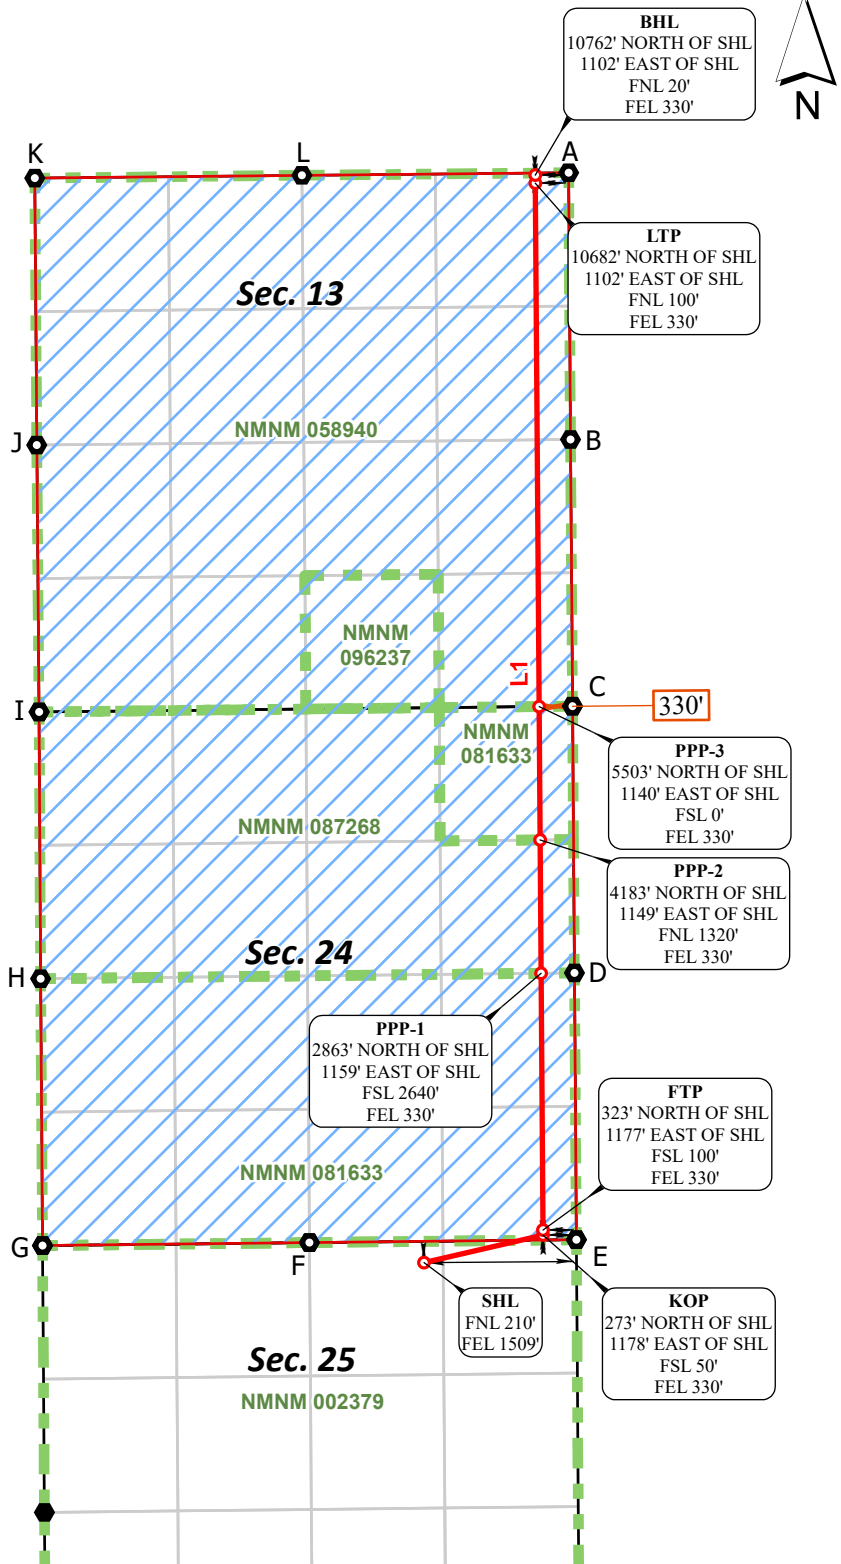 BHL
10762' NORTH OF SHL
1102' EAST OF SHL
FNL 20'
FEL 330'
N
K
L
A
LTP
10682' NORTH OF SHL
1102' EAST OF SHL
FNL 100'
FEL 330'
Sec. 13
NMNM 058940
J
B
NMNM
096237
L1
C
330'
I
NMNM
081633
PPP-3
5503' NORTH OF SHL
1140' EAST OF SHL
FSL 0'
FEL 330'
NMNM 087268
PPP-2
4183' NORTH OF SHL
1149' EAST OF SHL
FNL 1320'
FEL 330'
Sec. 24
H
D
PPP-1
2863' NORTH OF SHL
1159' EAST OF SHL
FSL 2640'
FEL 330'
FTP
323' NORTH OF SHL
1177' EAST OF SHL
FSL 100'
FEL 330'
NMNM 081633
G
F
E
SHL
FNL 210'
FEL 1509'
KOP
273' NORTH OF SHL
1178' EAST OF SHL
FSL 50'
FEL 330'
Sec. 25
NMNM 002379